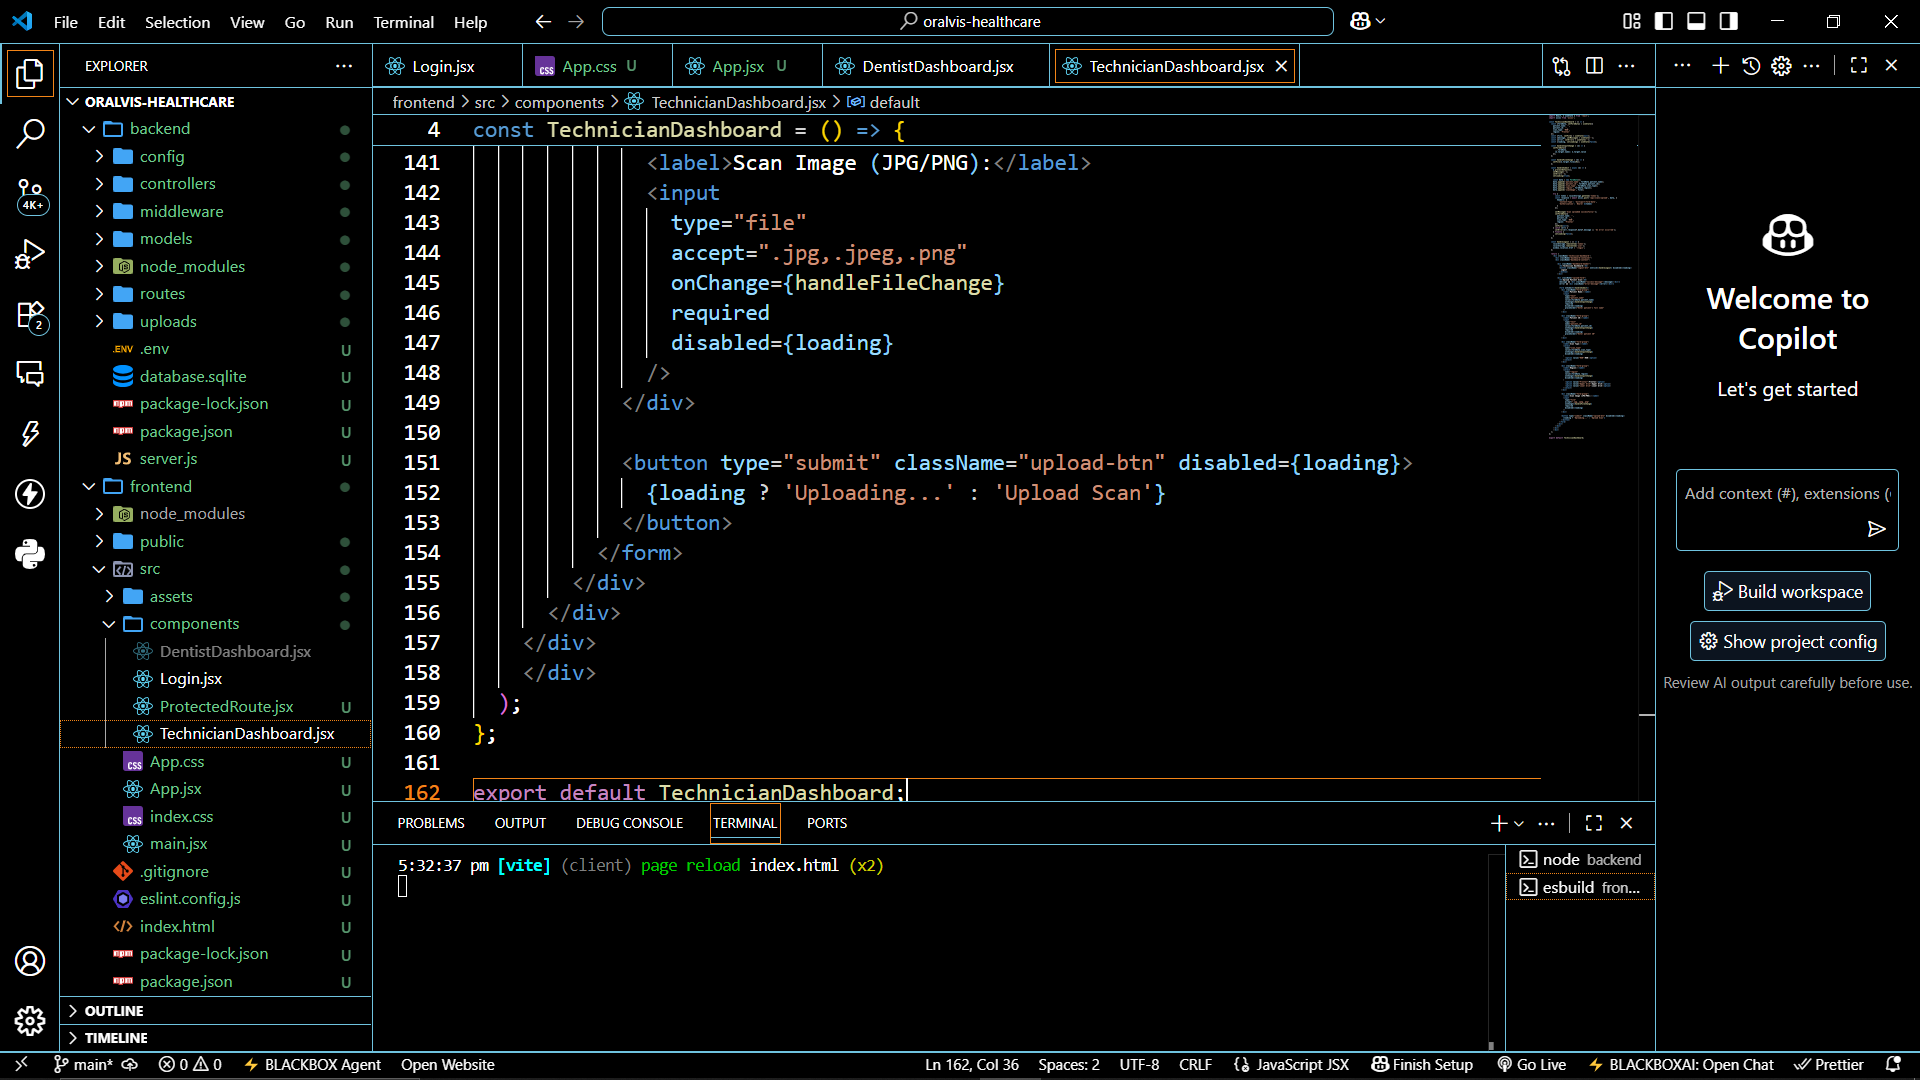 File Edit Selection View Go Run Terminal Help
oralvis-healthcare
EXPLORER
ORALVIS-HEALTHCARE
backend
config
controllers
middleware
models
node_modules
routes
uploads
.ENV .env U
database.sqlite U
npm package-lock.json U
npm package.json U
JS server.js U
frontend
node_modules
public
src
assets
components
DentistDashboard.jsx
Login.jsx
ProtectedRoute.jsx U
TechnicianDashboard.jsx
css App.css U
App.jsx U
css index.css U
main.jsx U
.gitignore U
eslint.config.js U
index.html U
npm package-lock.json U
npm package.json U
OUTLINE
TIMELINE
4K+
2
Login.jsx
css App.css U
App.jsx U
DentistDashboard.jsx
TechnicianDashboard.jsx
frontend > src > components > TechnicianDashboard.jsx > default
4 const TechnicianDashboard = () => {
141 <label>Scan Image (JPG/PNG):</label>
142 <input
143 type="file"
144 accept=".jpg,.jpeg,.png"
145 onChange={handleFileChange}
146 required
147 disabled={loading}
148 />
149 </div>
150
151 <button type="submit" className="upload-btn" disabled={loading}>
152 {loading ? 'Uploading...' : 'Upload Scan'}
153 </button>
154 </form>
155 </div>
156 </div>
157 </div>
158 </div>
159 );
160 };
161
162 export default TechnicianDashboard;
PROBLEMS OUTPUT DEBUG CONSOLE TERMINAL PORTS
5:32:37 pm [vite] (client) page reload index.html (x2)
node backend
esbuild fron...
Welcome to
Copilot
Let's get started
Add context (#), extensions (
Build workspace
Show project config
Review AI output carefully before use.
main* 0 0 BLACKBOX Agent Open Website
Ln 162, Col 36 Spaces: 2 UTF-8 CRLF {} JavaScript JSX Finish Setup Go Live BLACKBOXAI: Open Chat Prettier